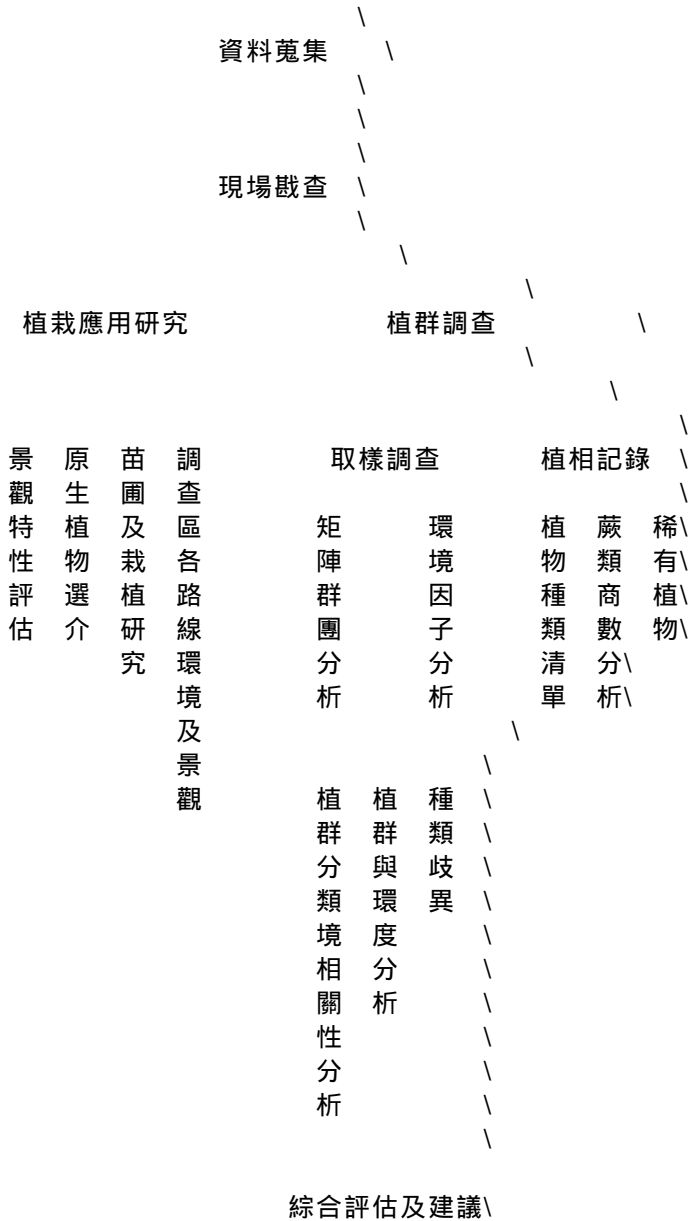 資料蒐集
現場戡查
植栽應用研究
植群調查
景觀特性評估
原生植物選介
苗圃及栽植研究
調查區各路線環境及景觀
取樣調查
植相記錄
矩陣群團分析
環境因子分析
植物種類清單
蕨類商數分析
稀有植物
植群分類境相關性分析
植群與環度分析
種類歧異
綜合評估及建議